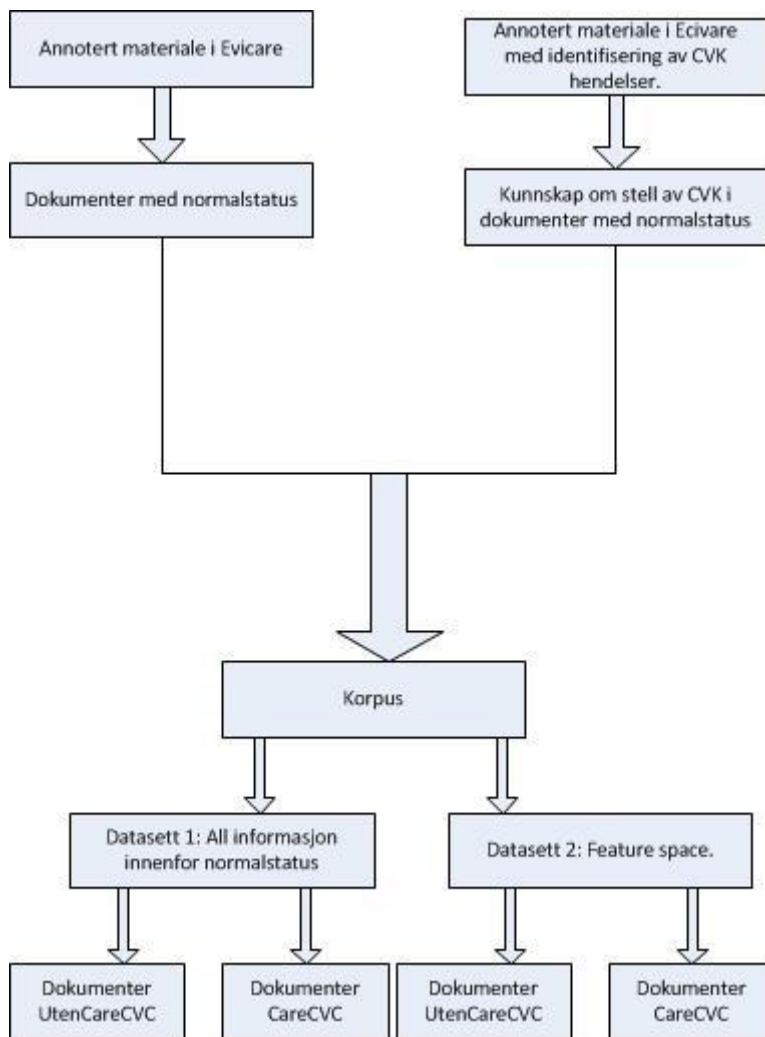 Annotert materiale i Evicare
Annotert materiale i Ecivare
med identifisering av CVK
hendelser.
Dokumenter med normalstatus
Kunnskap om stell av CVK i
dokumenter med normalstatus
Korpus
Datasett 1: All informasjon
innenfor normalstatus
Datasett 2: Feature space.
Dokumenter
UtenCareCVC
Dokumenter
CareCVC
Dokumenter
UtenCareCVC
Dokumenter
CareCVC